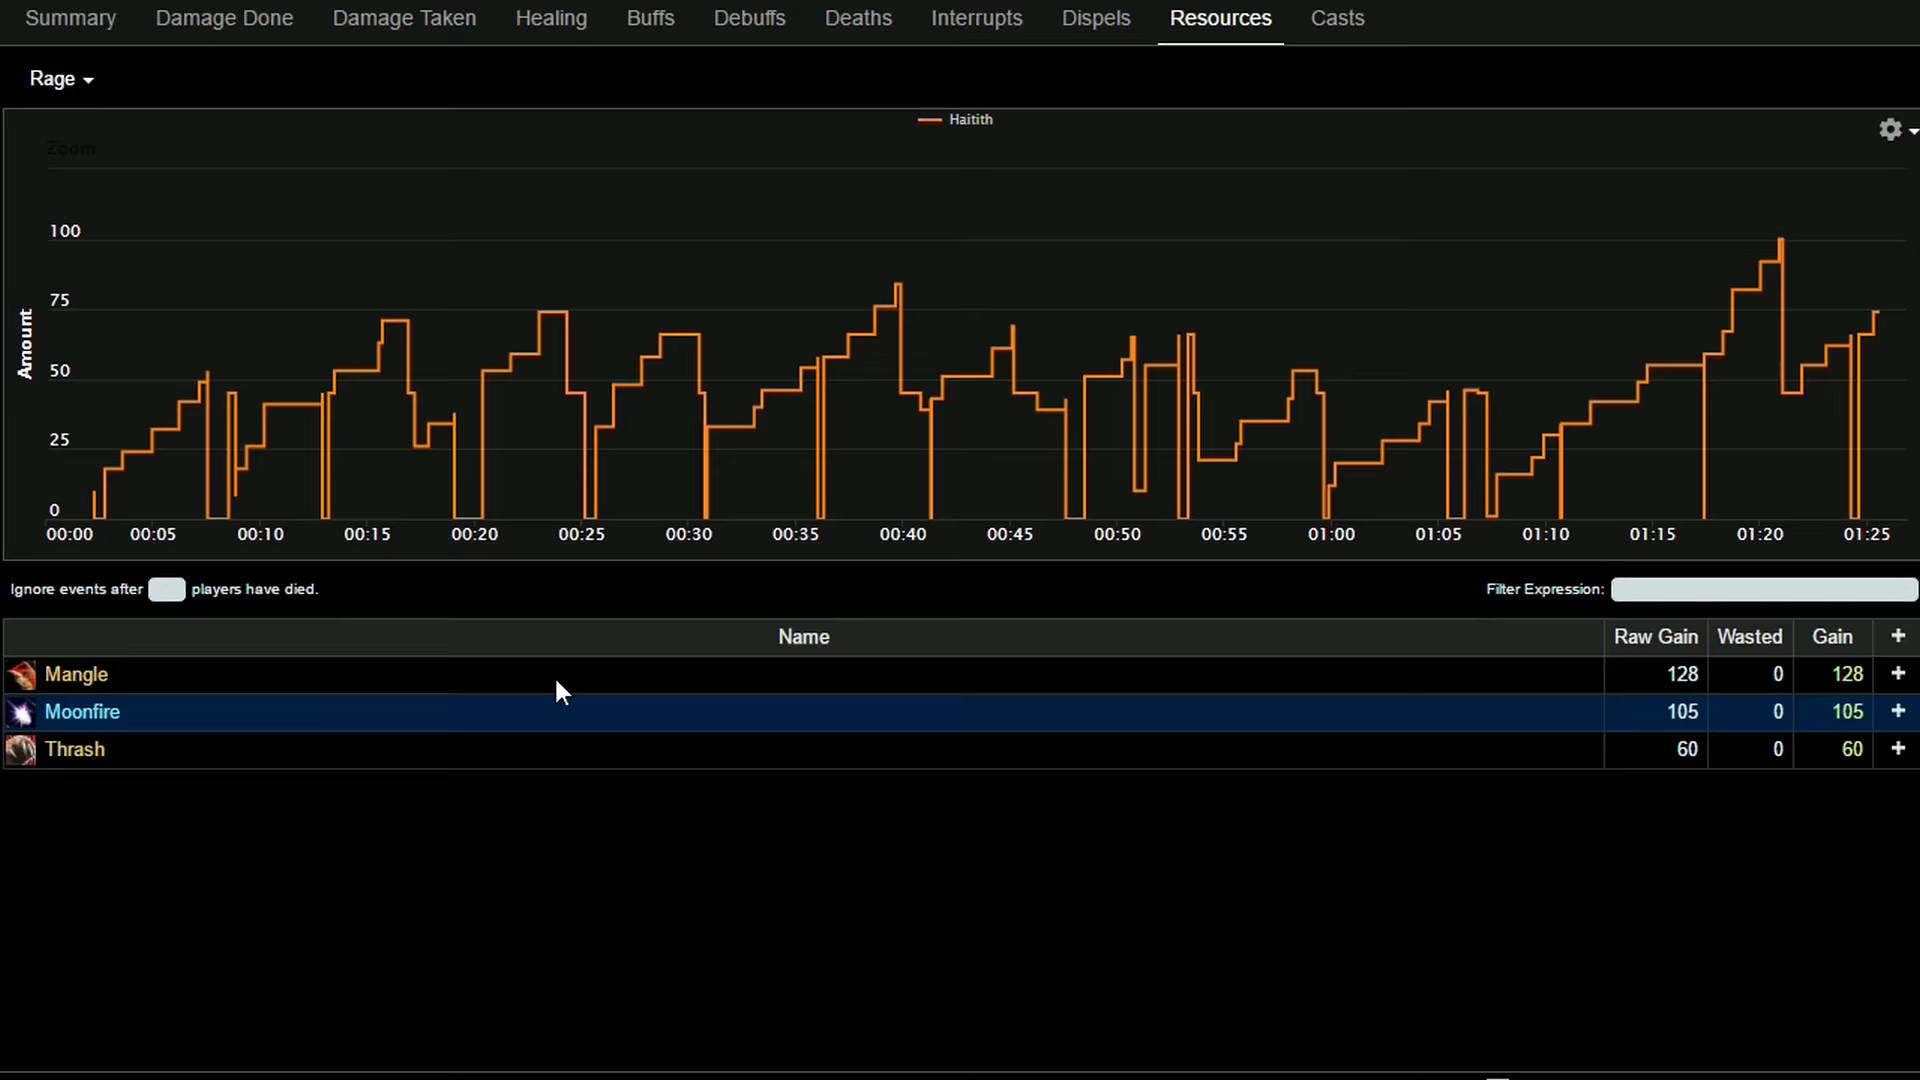 Summary Damage Done Damage Taken Healing Buffs Debuffs Deaths Interrupts Dispels Resources Casts
Rage
Haitith
Zoom
100
75
50
25
0
Amount
00:00 00:05 00:10 00:15 00:20 00:25 00:30 00:35 00:40 00:45 00:50 00:55 01:00 01:05 01:10 01:15 01:20 01:25
Ignore events after players have died. Filter Expression:
Name Raw Gain Wasted Gain +
Mangle 128 0 128 +
Moonfire 105 0 105 +
Thrash 60 0 60 +